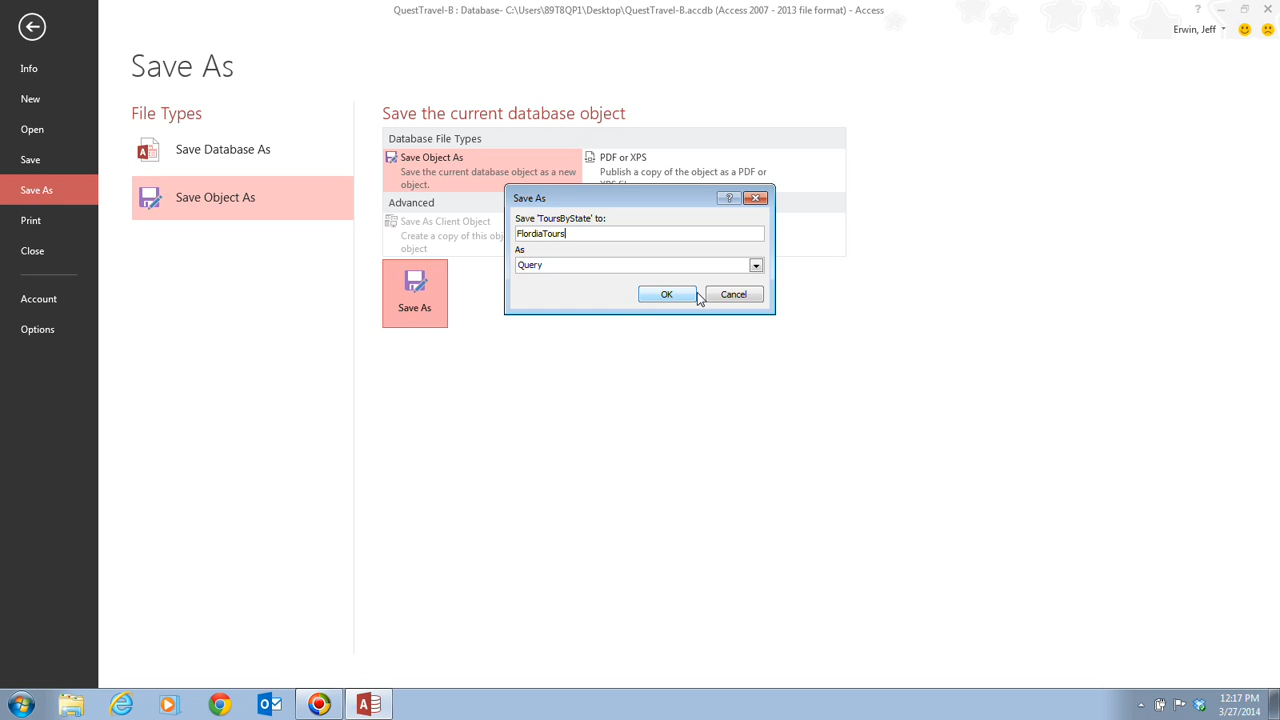 QuestTravel-B : Database- C:\Users\89T8QP1\Desktop\QuestTravel-B.accdb (Access 2007 - 2013 file format) - Access
Erwin, Jeff
Info
New
Open
Save
Save As
Print
Close
Account
Options
Save As
File Types
Save Database As
Save Object As
Save the current database object
Database File Types
Save Object As
Save the current database object as a new
object.
PDF or XPS
Publish a copy of the object as a PDF or
Advanced
Save As Client Object
Create a copy of this obj
object
Save As
Save As
Save 'ToursByState' to:
FlordiaTours
As
Query
OK
Cancel
12:17 PM
3/27/2014